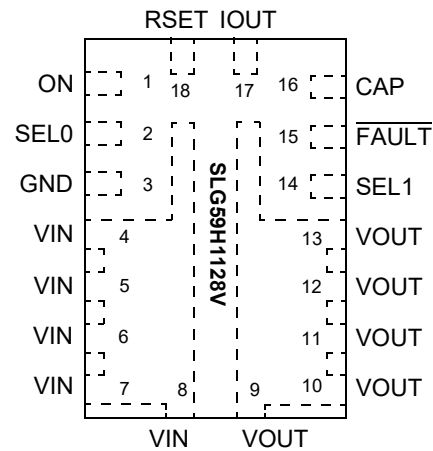 RSET IOUT
18 17
ON 1 16 CAP
SEL0 2 15 FAULT
GND 3 14 SEL1
VIN 4 13 VOUT
VIN 5 12 VOUT
VIN 6 11 VOUT
VIN 7 8 9 10 VOUT
VIN VOUT
SLG59H1128V